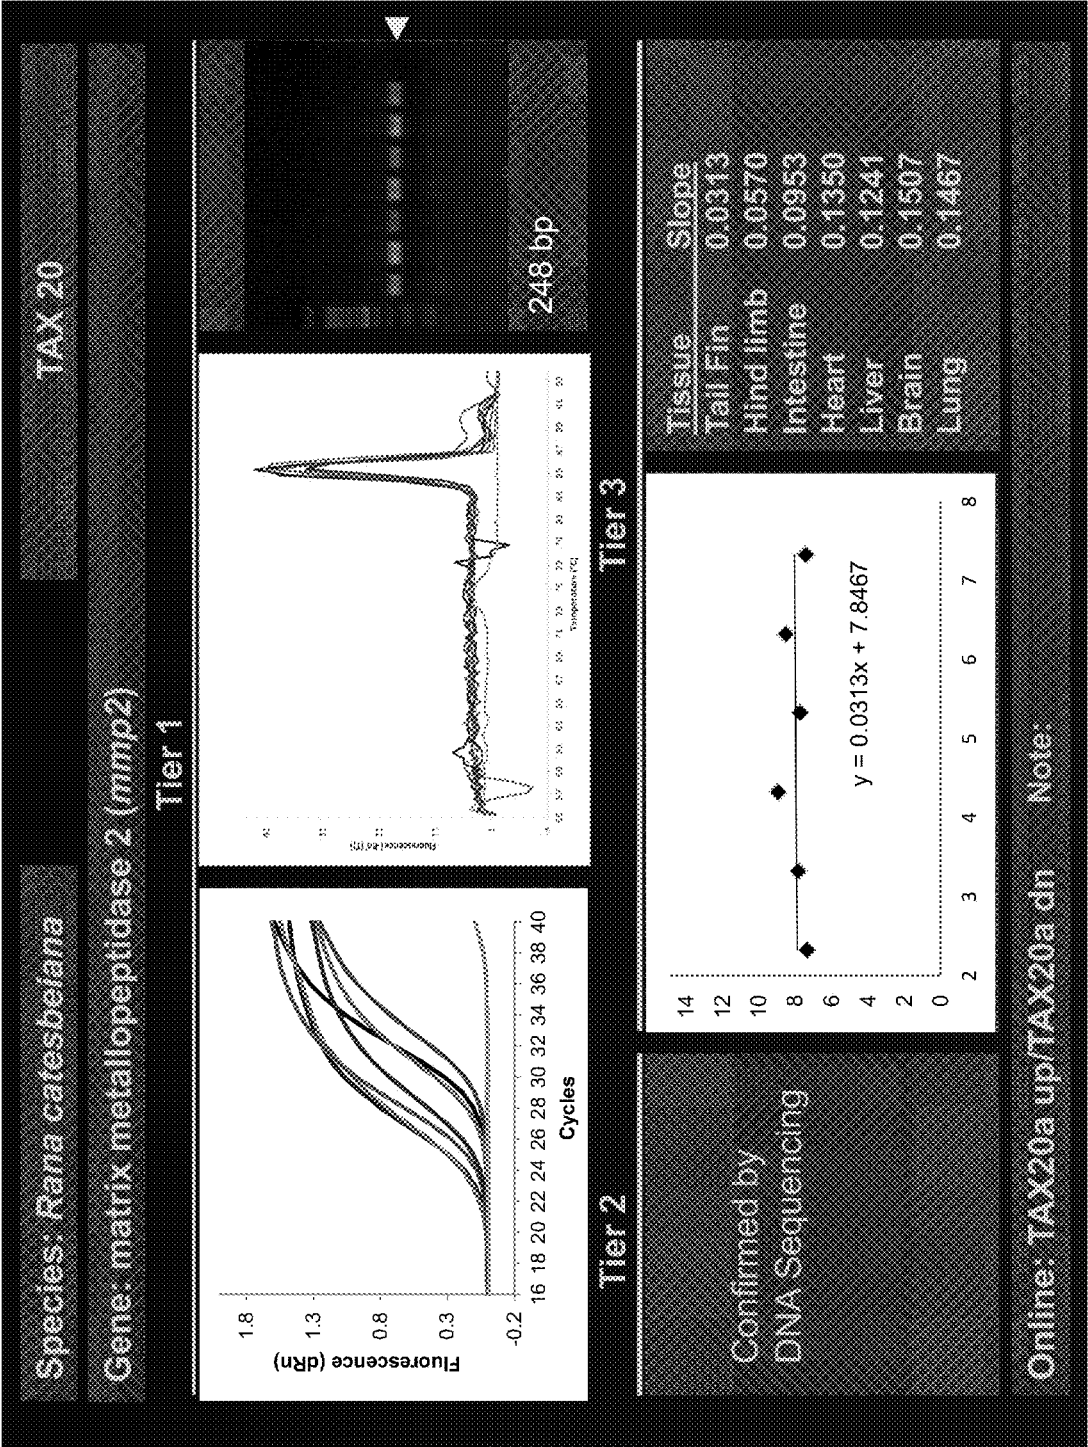 Species: Rana catesbeiana
TAX 20
Gene: matrix metallopeptidase 2 (mmp2)
Tier 1
Fluorescence (dRn)
1.8
1.3
0.8
0.3
-0.2
16 18 20 22 24 26 28 30 32 34 36 38 40
Cycles
Temperature (°C)
248 bp
Tier 2
Confirmed by
DNA Sequencing
Tier 3
14
12
10
8
6
4
2
0
2 3 4 5 6 7 8
y = 0.0313x + 7.8467
Tissue Slope
Tail Fin 0.0313
Hind limb 0.0570
Intestine 0.0953
Heart 0.1350
Liver 0.1241
Brain 0.1507
Lung 0.1467
Online: TAX20a up/TAX20a dn Note: